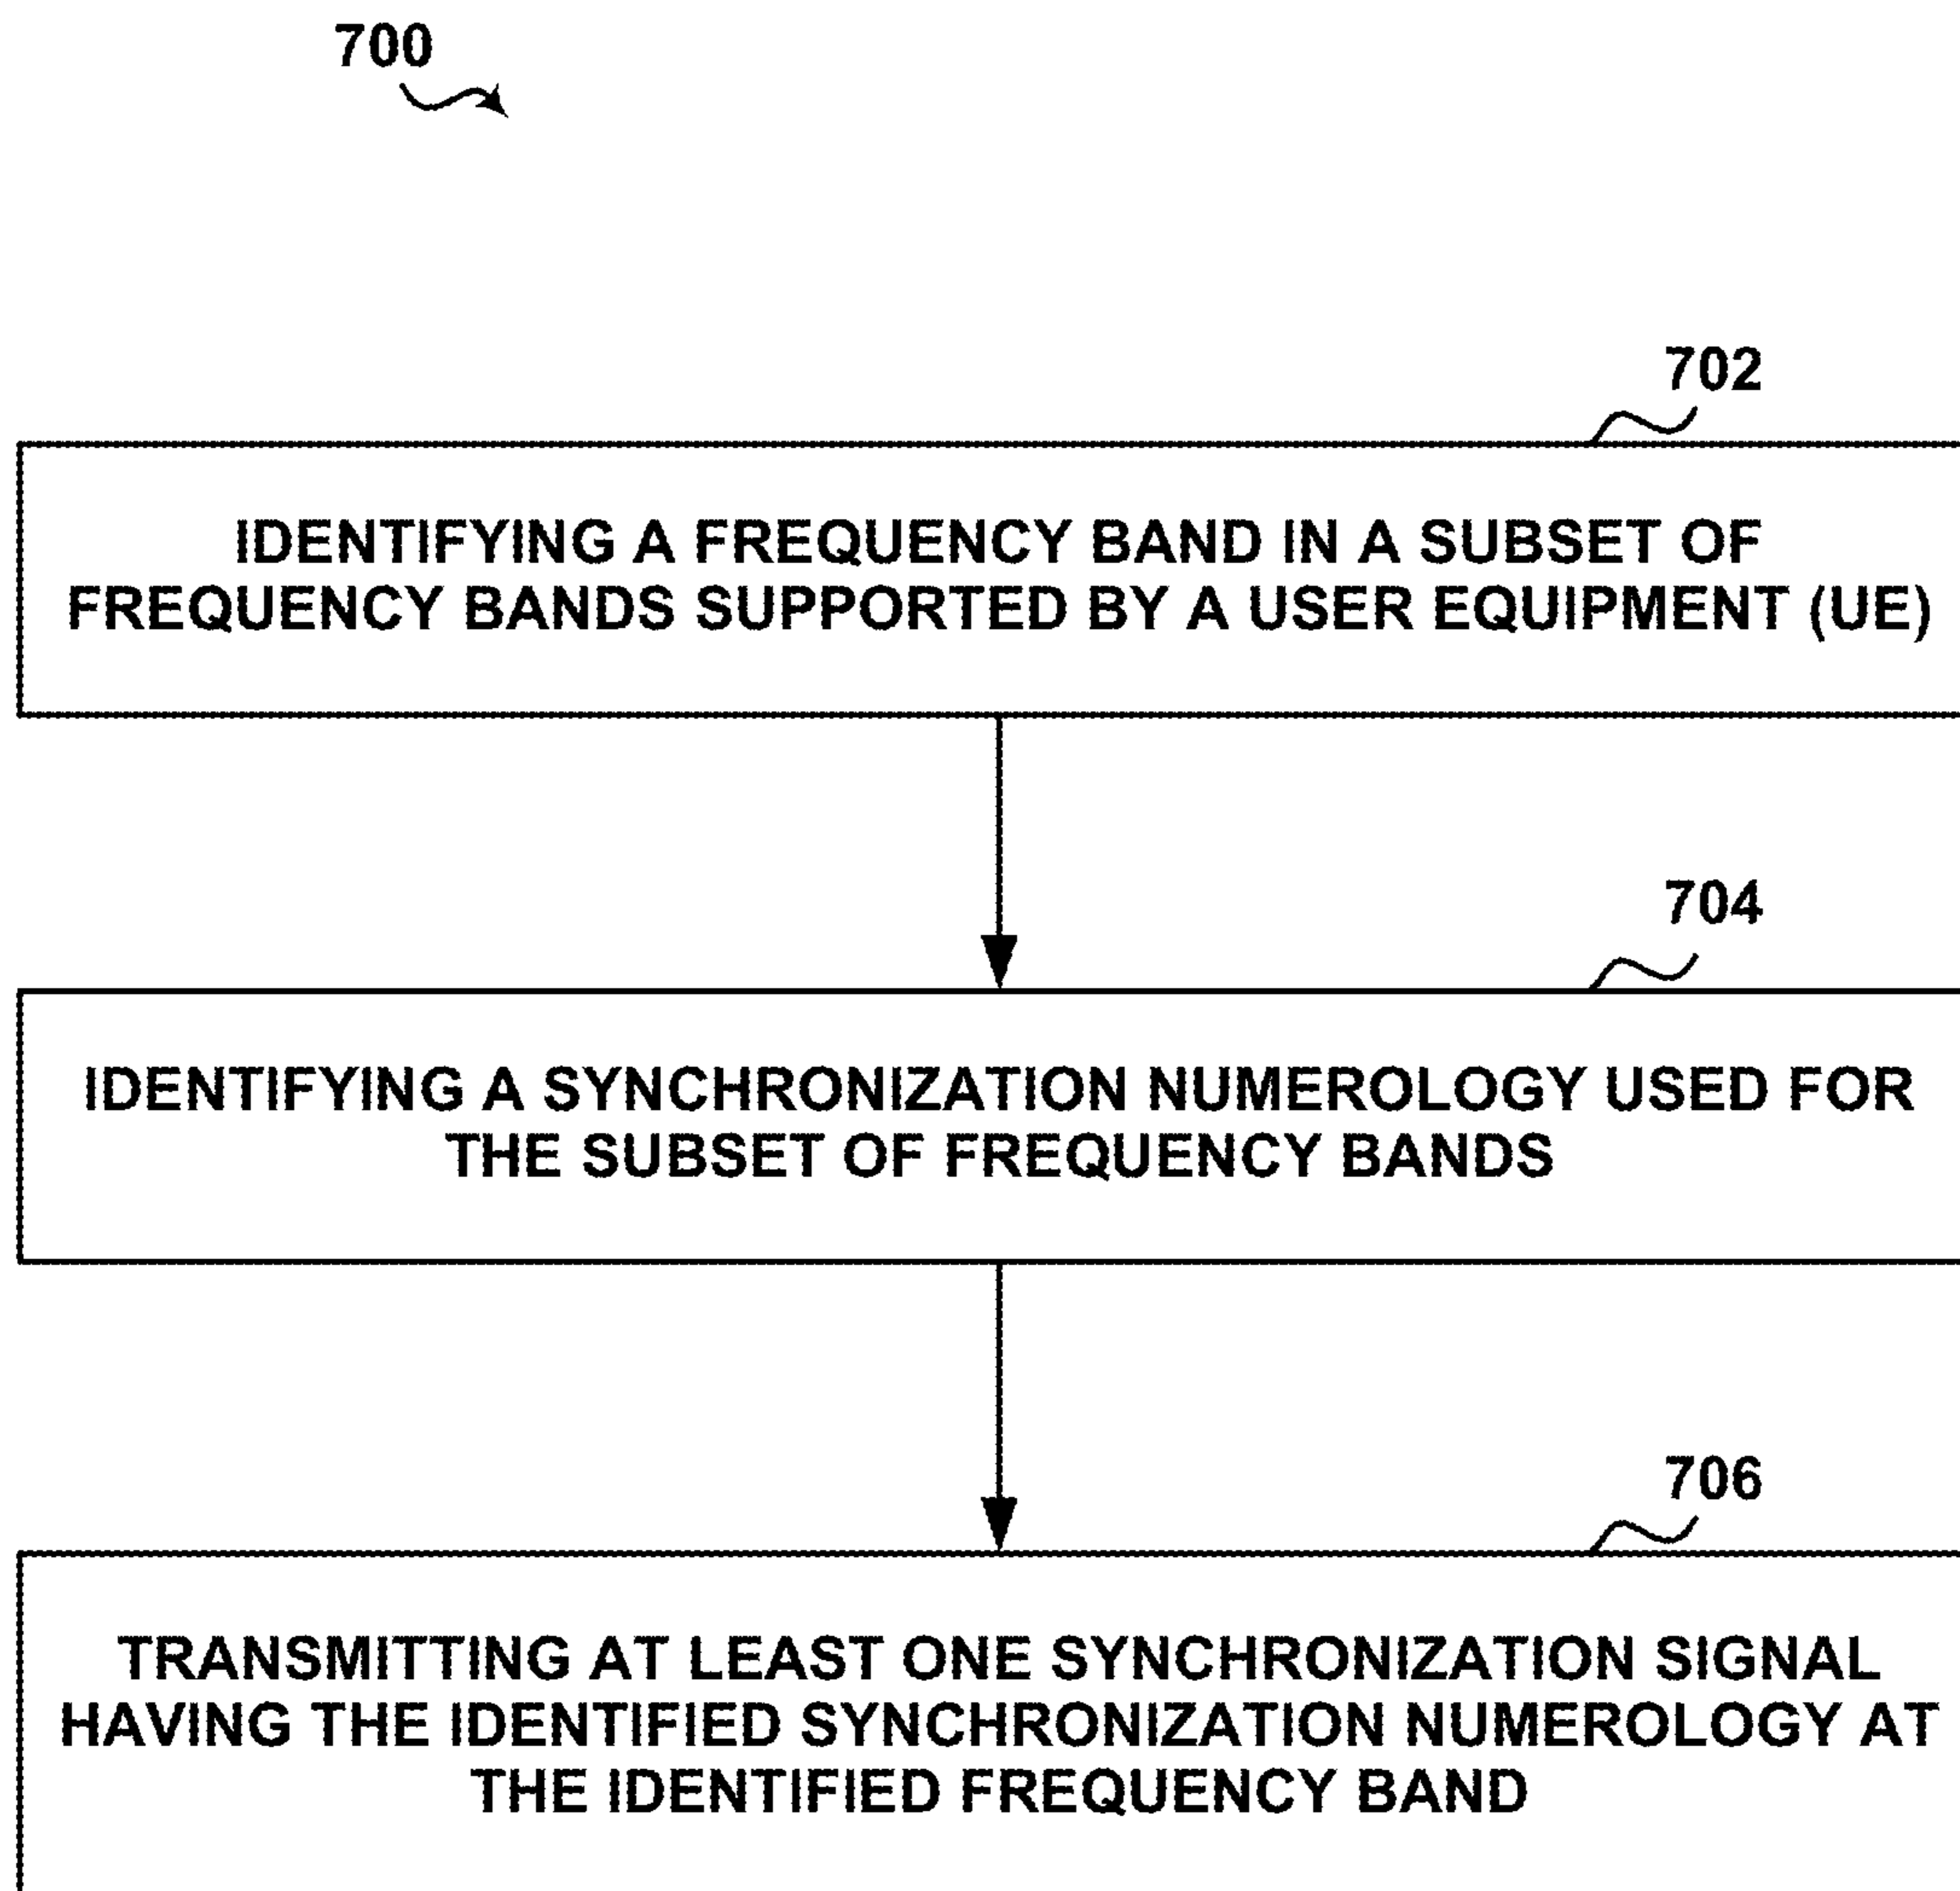 700
702
IDENTIFYING A FREQUENCY BAND IN A SUBSET OF
FREQUENCY BANDS SUPPORTED BY A USER EQUIPMENT (UE)
704
IDENTIFYING A SYNCHRONIZATION NUMEROLOGY USED FOR
THE SUBSET OF FREQUENCY BANDS
706
TRANSMITTING AT LEAST ONE SYNCHRONIZATION SIGNAL
HAVING THE IDENTIFIED SYNCHRONIZATION NUMEROLOGY AT
THE IDENTIFIED FREQUENCY BAND